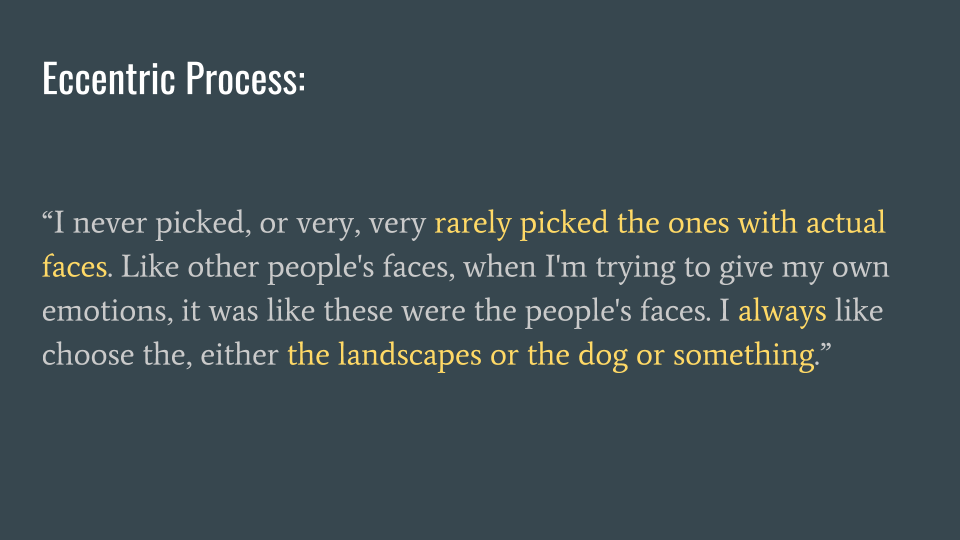 Eccentric Process:
“I never picked, or very, very rarely picked the ones with actual
faces. Like other people's faces, when I'm trying to give my own
emotions, it was like these were the people's faces. I always like
choose the, either the landscapes or the dog or something.”